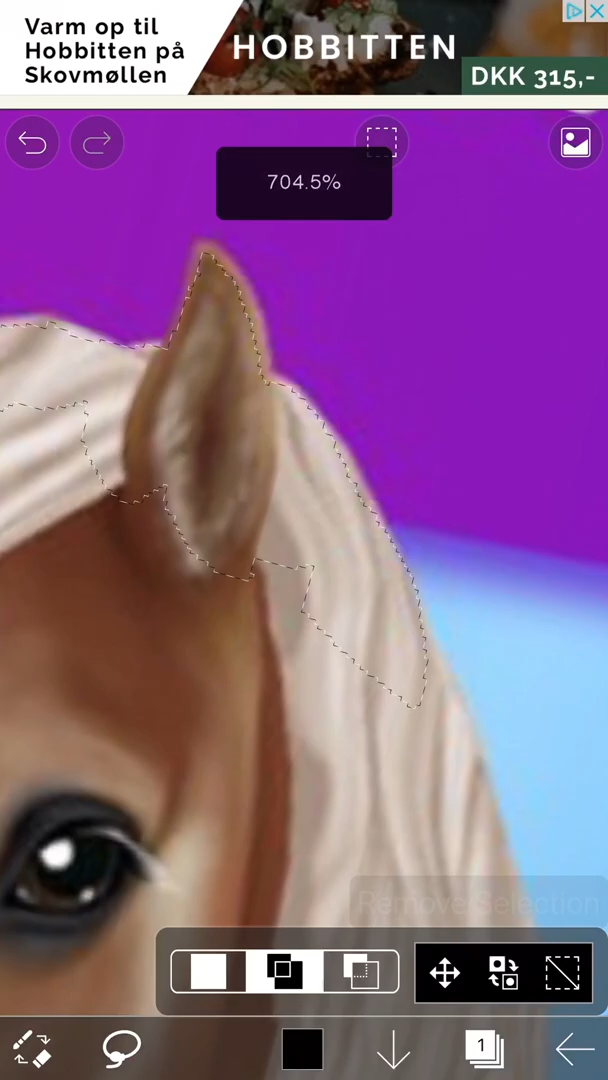 Varm op til
Hobbitten på
Skovmøllen
HOBBITTEN
DKK 315,-
704.5%
Remove Selection
1